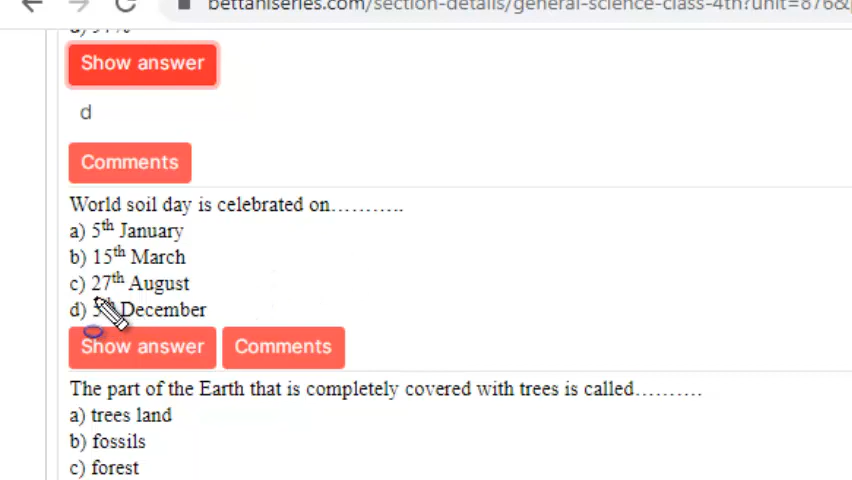 bettaniseries.com/section-details/general-science-class-4th?unit=876&
Show answer
d
Comments
World soil day is celebrated on………..
a) 5th January
b) 15th March
c) 27th August
d) December
Show answer Comments
The part of the Earth that is completely covered with trees is called……….
a) trees land
b) fossils
c) forest